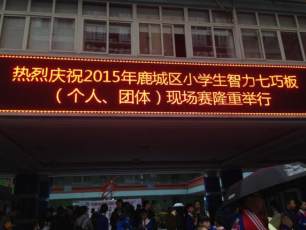 热烈庆祝2015年鹿城区小学生智力七巧板
（个人、团体）现场赛隆重举行